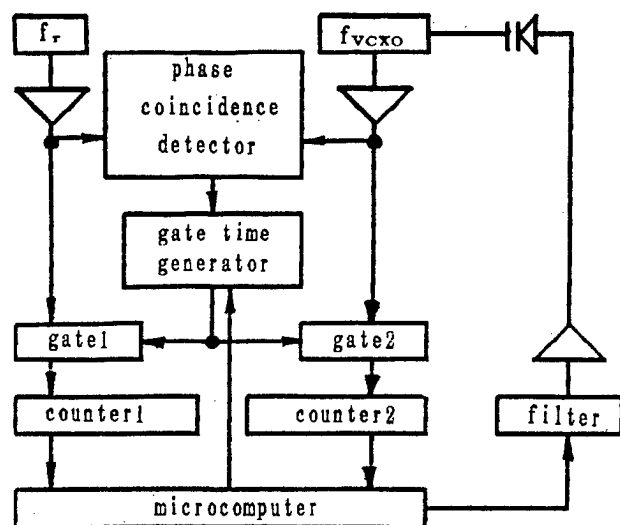 fr
fvcxo
phase
coincidence
detector
gate time
generator
gate1
gate2
counter1
counter2
filter
microcomputer